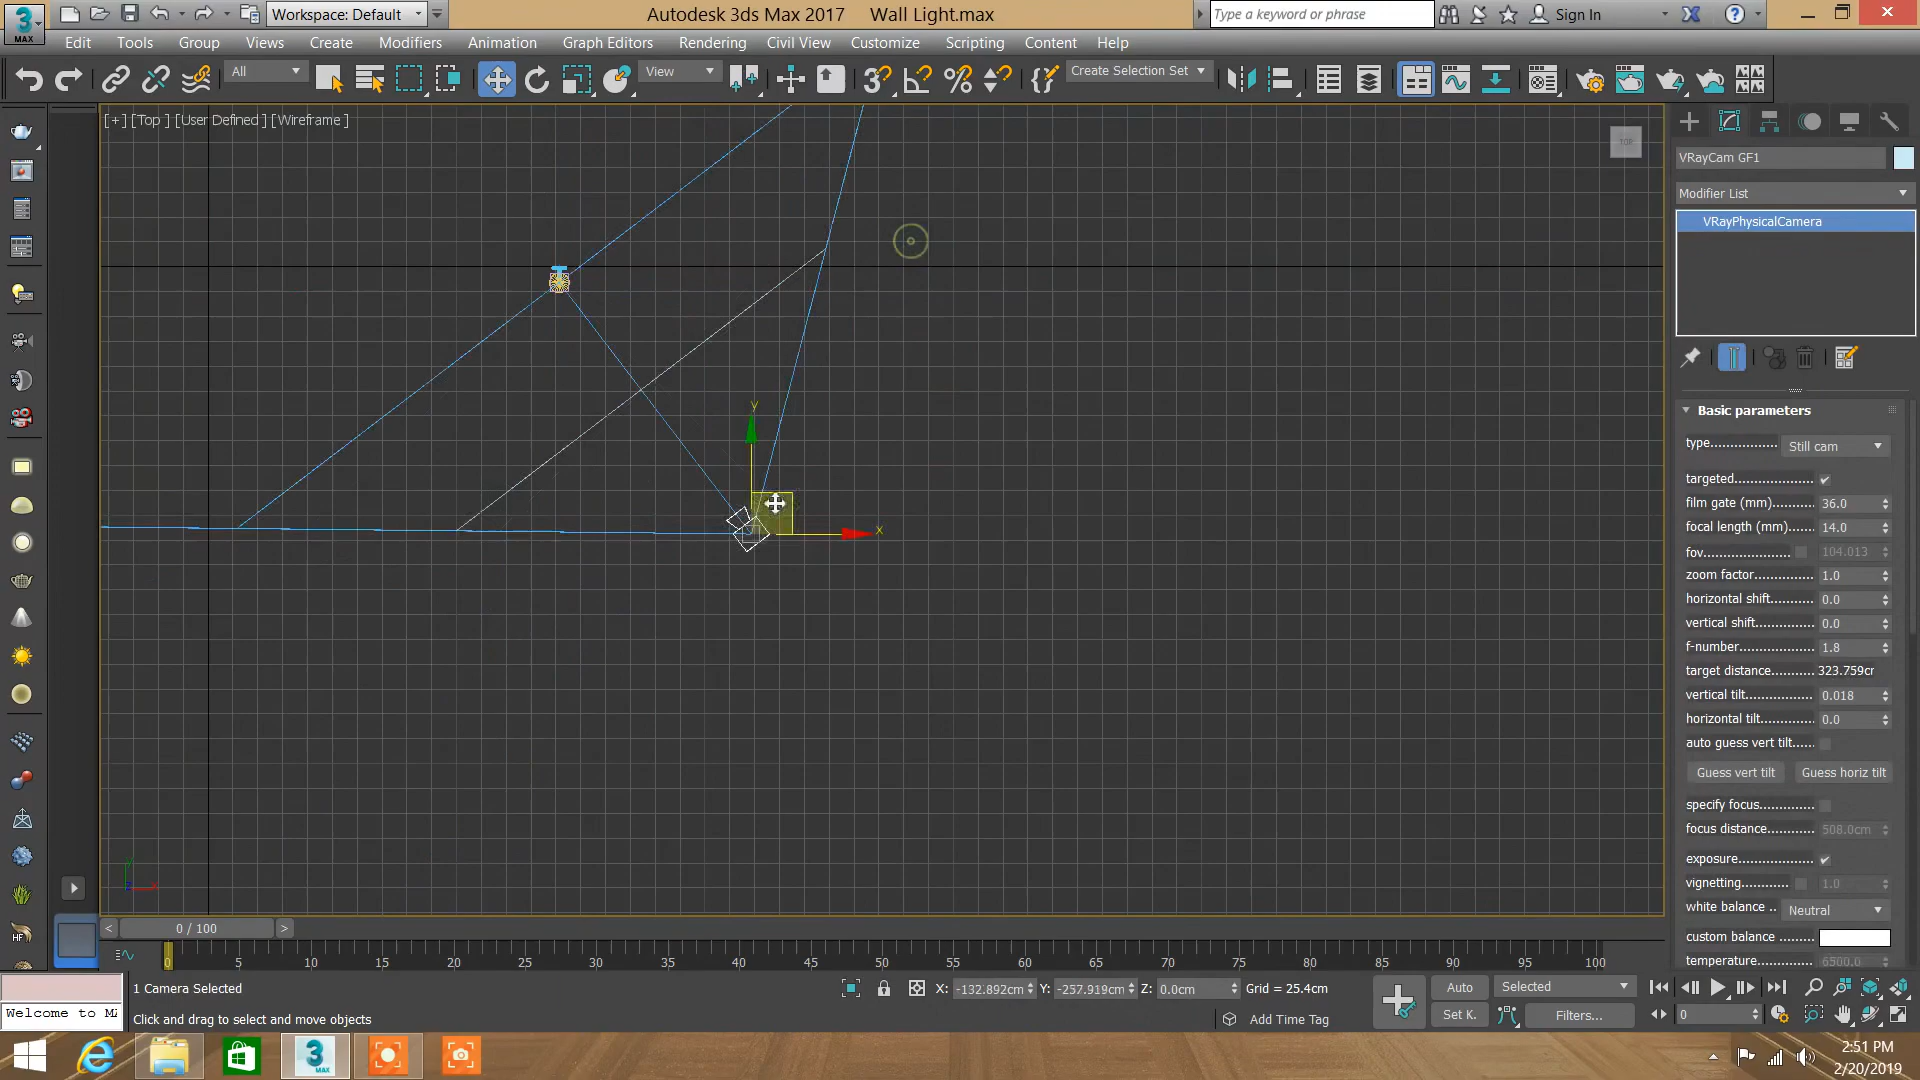 3
MAX
Workspace: Default
Autodesk 3ds Max 2017    Wall Light.max
Type a keyword or phrase
Sign In
Edit
Tools
Group
Views
Create
Modifiers
Animation
Graph Editors
Rendering
Civil View
Customize
Scripting
Content
Help
All
View
3
Create Selection Set
[ + ] [Top ] [User Defined ] [Wireframe ]
TOP
VRayCam GF1
Modifier List
VRayPhysicalCamera
y
x
Basic parameters
type................ Still cam
targeted..............
film gate (mm)........... 36.0
focal length (mm)....... 14.0
fov..................... 104.013
zoom factor............ 1.0
horizontal shift......... 0.0
vertical shift............ 0.0
f-number................ 1.8
target distance.......... 323.759cm
vertical tilt.............. 0.018
horizontal tilt........... 0.0
auto guess vert tilt.....
Guess vert tilt
Guess horiz tilt
specify focus............
focus distance.......... 508.0cm
exposure................
vignetting............ 1.0
white balance .. Neutral
custom balance ........
temperature............. 6500.0
HF
< 0 / 100 >
0 5 10 15 20 25 30 35 40 45 50 55 60 65 70 75 80 85 90 95 100
1 Camera Selected
X: -132.892cm Y: -257.919cm Z: 0.0cm Grid = 25.4cm
Auto
Selected
Welcome to MA
Click and drag to select and move objects
Add Time Tag
Set K.
Filters...
0
2:51 PM
2/20/2019